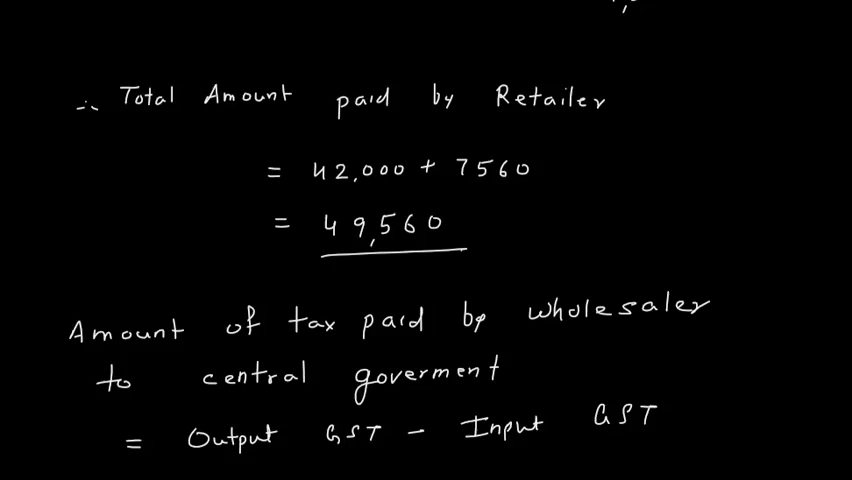 ∴ Total Amount paid by Retailer
= 42,000 + 7560
= 49,560
Amount of tax paid by wholesaler
to central goverment
= Output GST - Input GST